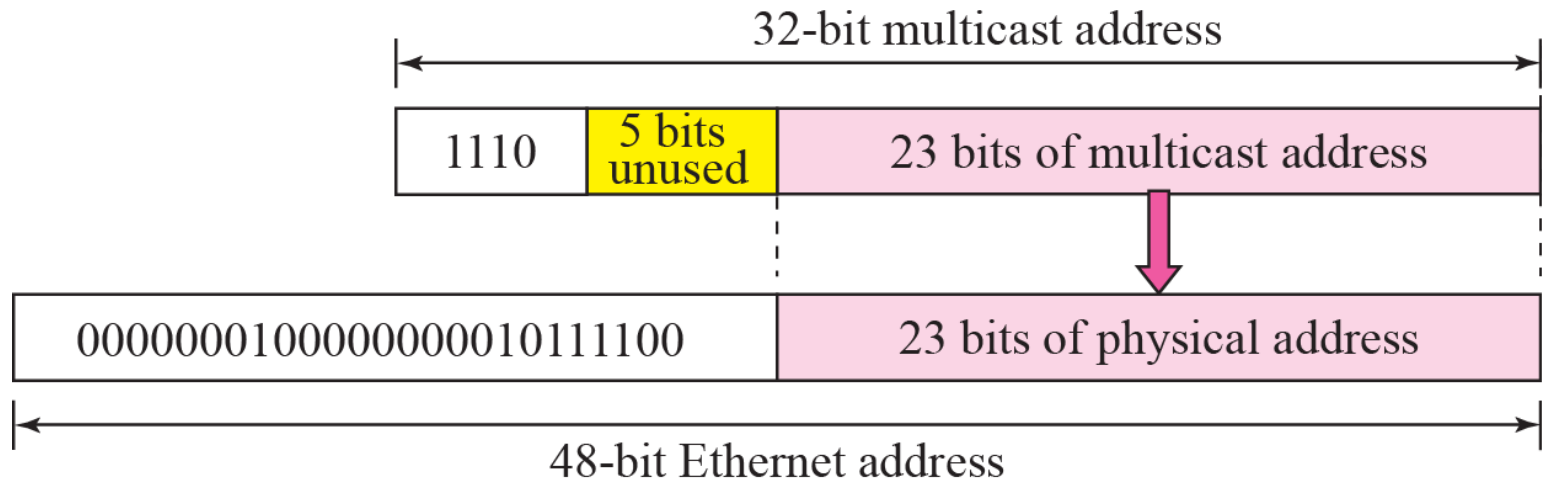 32-bit multicast address
1110
5 bits
unused
23 bits of multicast address
0000000100000000010111100
23 bits of physical address
48-bit Ethernet address